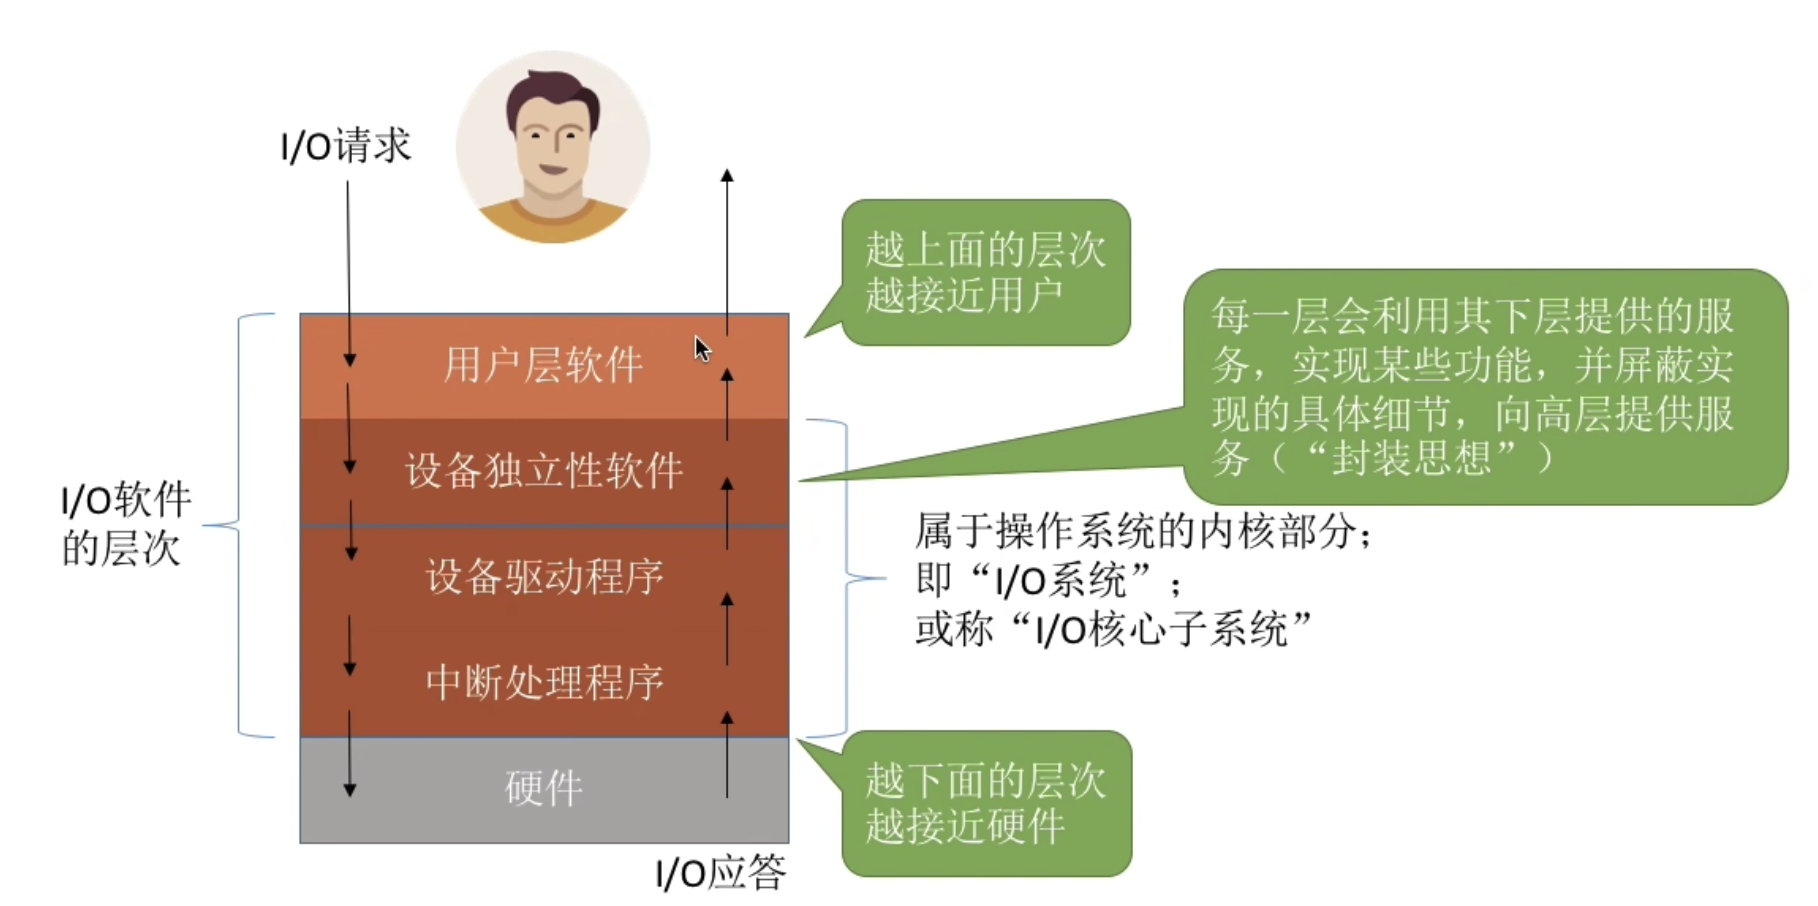 I/O请求
越上面的层次
越接近用户
每一层会利用其下层提供的服
务，实现某些功能，并屏蔽实
现的具体细节，向高层提供服
务（“封装思想”）
用户层软件
设备独立性软件
I/O软件
的层次
属于操作系统的内核部分；
即“I/O系统”；
或称“I/O核心子系统”
设备驱动程序
中断处理程序
硬件
越下面的层次
越接近硬件
I/O应答